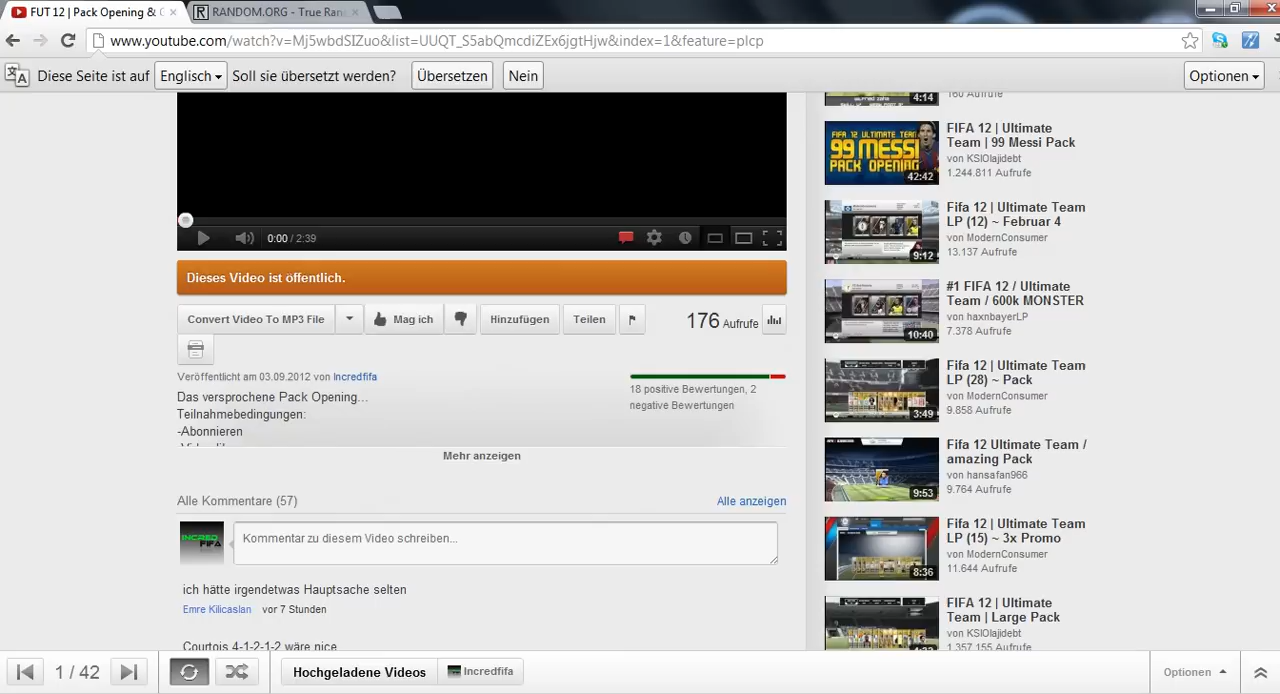 FUT 12 | Pack Opening &
RANDOM.ORG - True Ran
www.youtube.com/watch?v=Mj5wbdSIZuo&list=UUQT_S5abQmcdiZEx6jgtHjw&index=1&feature=plcp
Diese Seite ist auf Englisch Soll sie übersetzt werden? Übersetzen Nein Optionen
4:14
160 Aufrufe
FIFA 12 ULTIMATE TEAM
99 MESSI
PACK OPENING
42:42
FIFA 12 | Ultimate
Team | 99 Messi Pack
von KSIOlajidebt
1.244.811 Aufrufe
9:12
Fifa 12 | Ultimate Team
LP (12) ~ Februar 4
von ModernConsumer
13.137 Aufrufe
0:00 / 2:39
Dieses Video ist öffentlich.
10:40
#1 FIFA 12 / Ultimate
Team / 600k MONSTER
von haxnbayerLP
7.378 Aufrufe
Convert Video To MP3 File Mag ich Hinzufügen Teilen 176 Aufrufe
Veröffentlicht am 03.09.2012 von Incredfifa
18 positive Bewertungen, 2
negative Bewertungen
Das versprochene Pack Opening...
Teilnahmebedingungen:
-Abonnieren
3:49
Fifa 12 | Ultimate Team
LP (28) ~ Pack
von ModernConsumer
9.858 Aufrufe
Mehr anzeigen
9:53
Fifa 12 Ultimate Team /
amazing Pack
von hansafan966
9.764 Aufrufe
Alle Kommentare (57) Alle anzeigen
INCRED FIFA
Kommentar zu diesem Video schreiben...
8:36
Fifa 12 | Ultimate Team
LP (15) ~ 3x Promo
von ModernConsumer
11.644 Aufrufe
ich hätte irgendetwas Hauptsache selten
Emre Kilicaslan vor 7 Stunden
Courtois 4-1-2-1-2 wäre nice
FIFA 12 | Ultimate
Team | Large Pack
von KSIOlajidebt
1.357.155 Aufrufe
1 / 42 Hochgeladene Videos Incredfifa Optionen